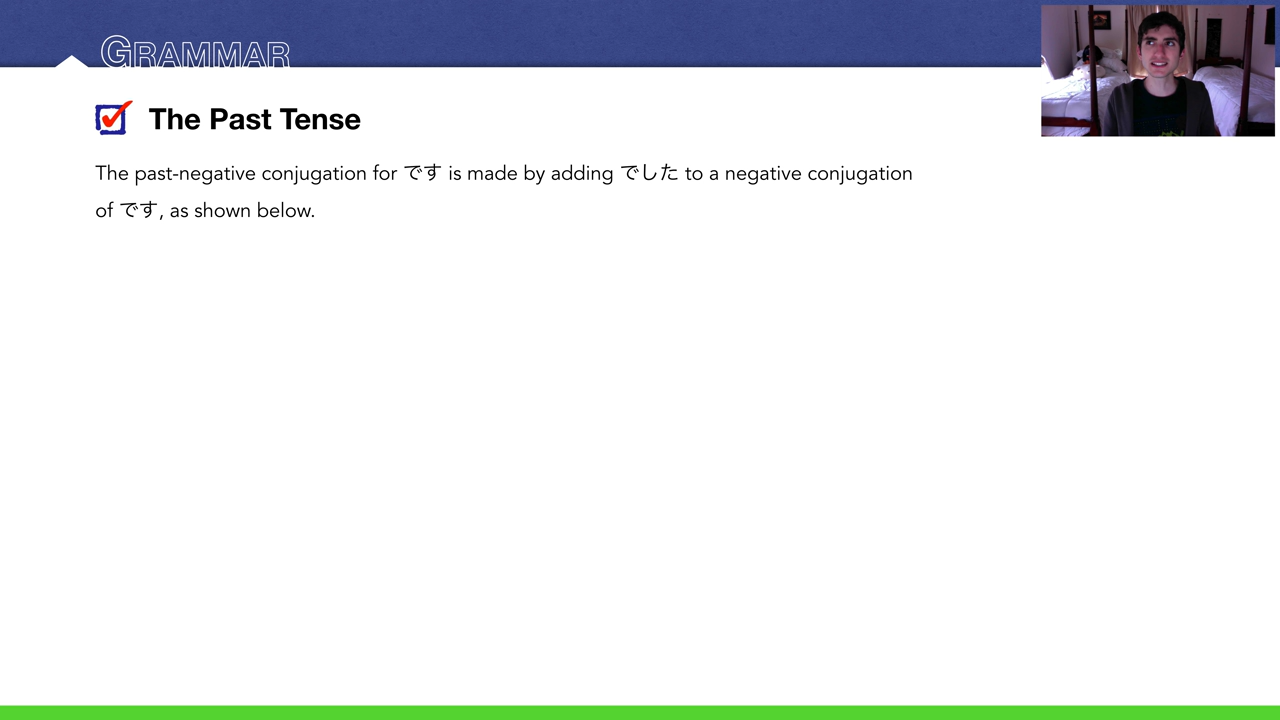 GRAMMAR
The Past Tense
The past-negative conjugation for です is made by adding でした to a negative conjugation
of です, as shown below.